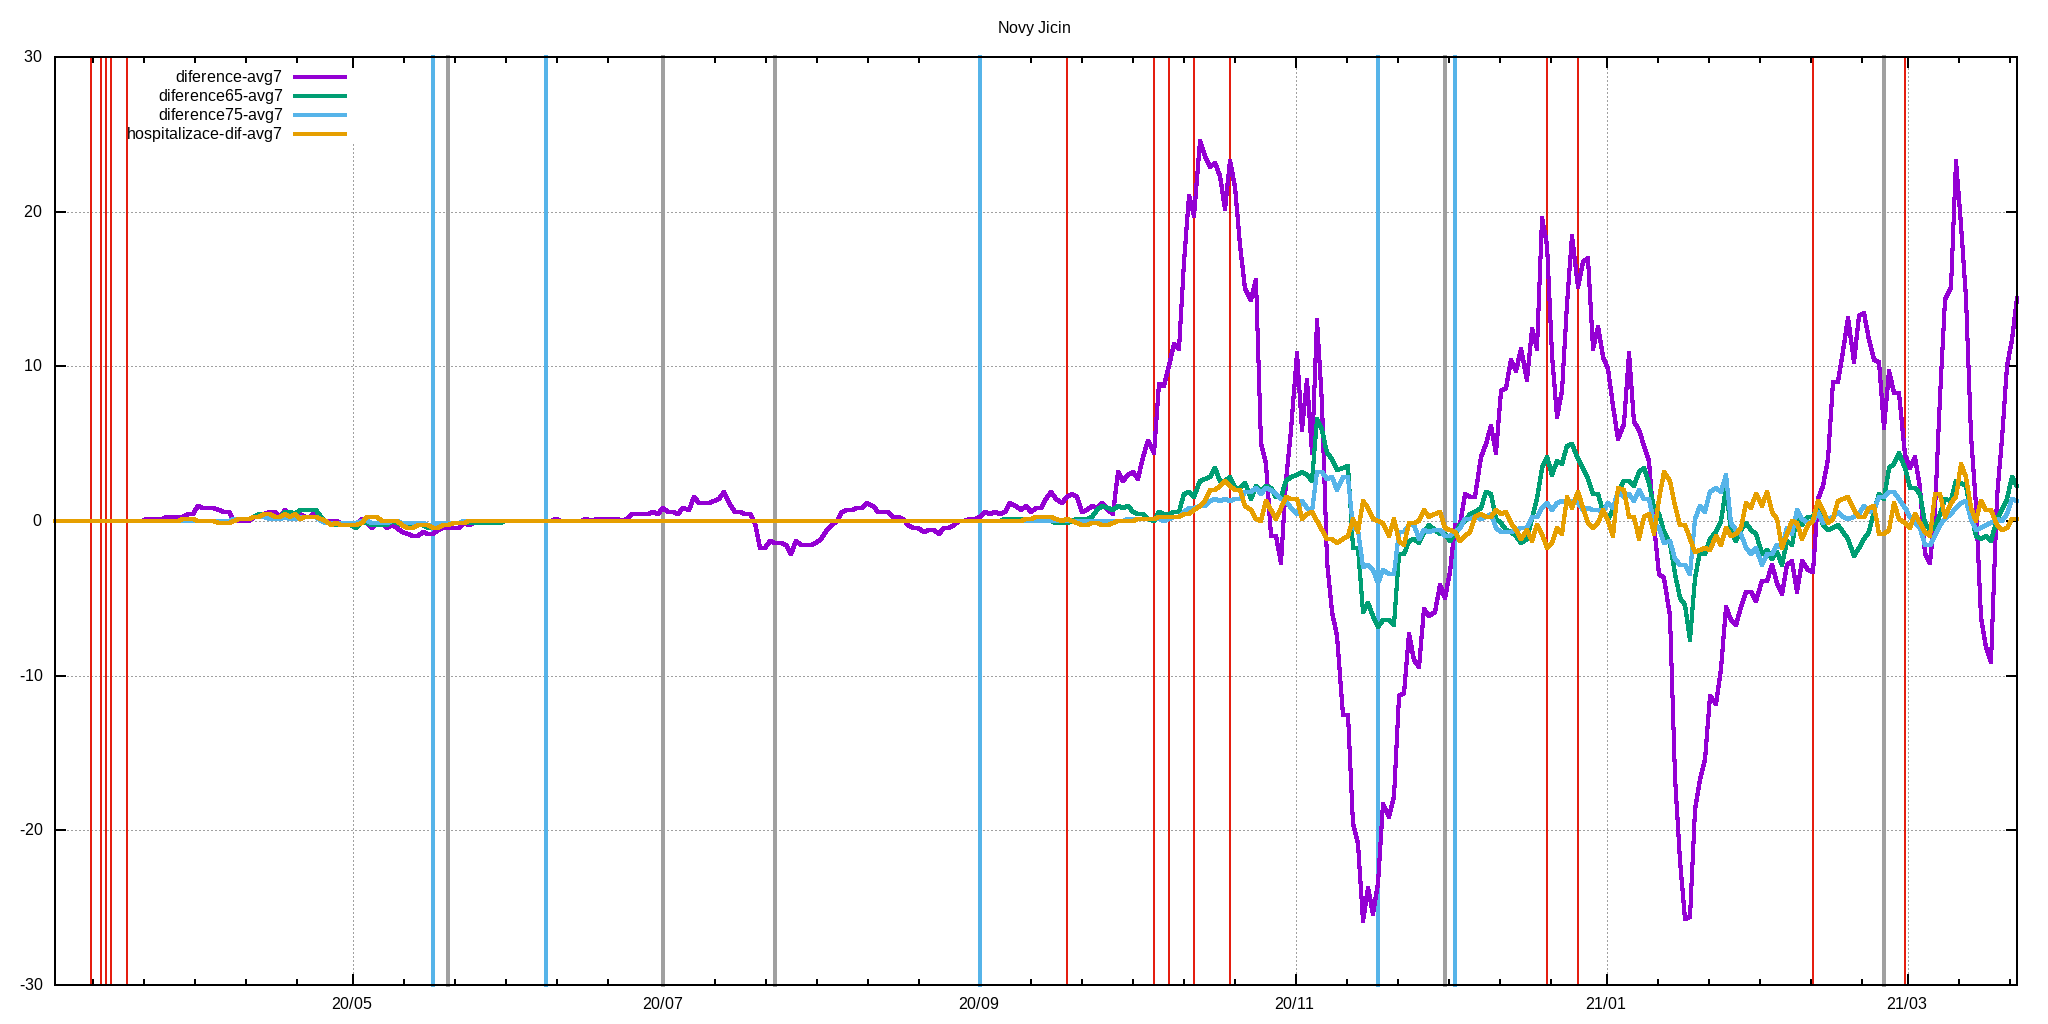 Novy Jicin
30
20
10
0
-10
-20
-30
diference-avg7
diference65-avg7
diference75-avg7
hospitalizace-dif-avg7
20/05
20/07
20/09
20/11
21/01
21/03